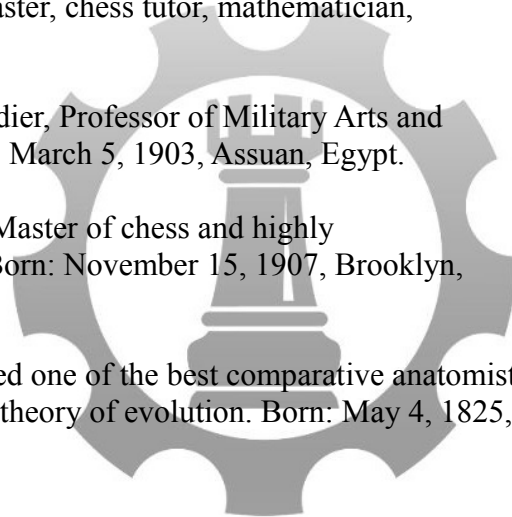 aster, chess tutor, mathematician,
dier, Professor of Military Arts and
March 5, 1903, Assuan, Egypt.
Master of chess and highly
Born: November 15, 1907, Brooklyn,
ed one of the best comparative anatomist
theory of evolution. Born: May 4, 1825,